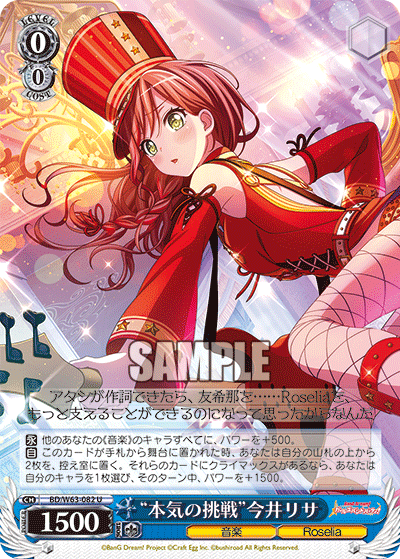 LEVEL
0
0
COST
SAMPLE
アタシが作詞できたら、友希那を……Roseliaを、
もっと支えることができるのになって思ったからなんだ
永 他のあなたの《音楽》のキャラすべてに、パワーを+500。
自 このカードが手札から舞台に置かれた時、あなたは自分の山札の上から
2枚を、控え室に置く。それらのカードにクライマックスがあるなら、あなたは
自分のキャラを1枚選び、そのターン中、パワーを+1500。
CH BD/W63-082 U
1500
“本気の挑戦”今井リサ
音楽
Roselia
©BanG Dream! Project ©Craft Egg Inc. ©bushiroad All Rights Reserved.